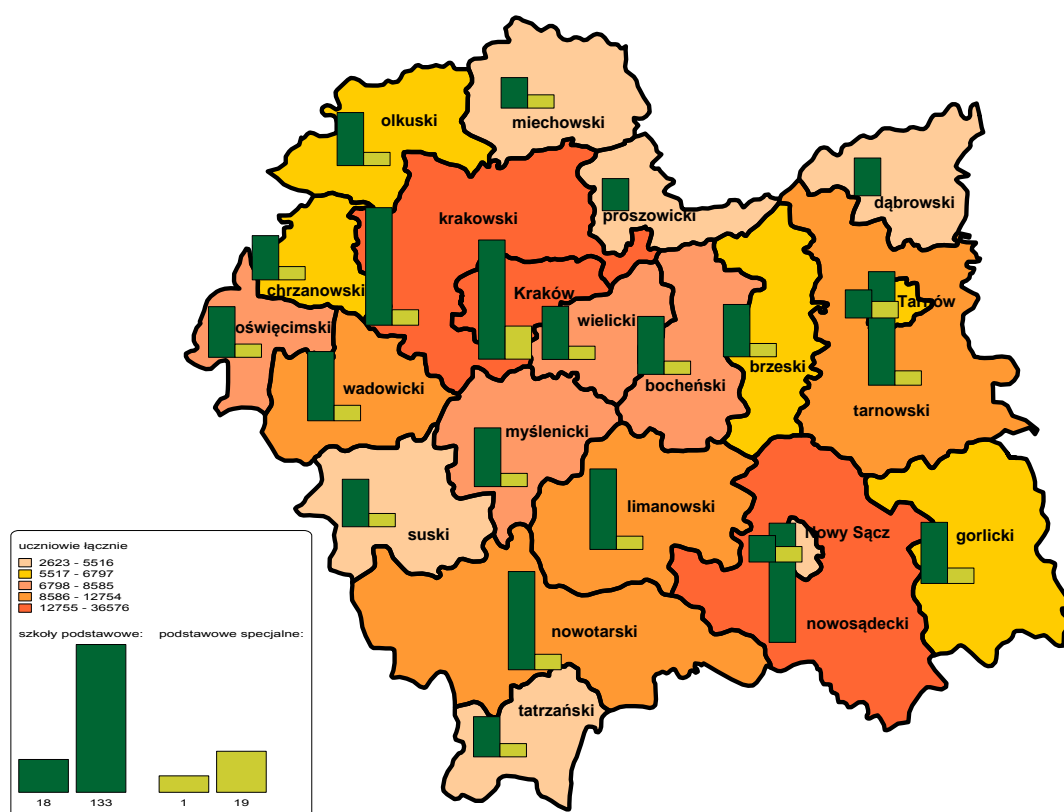 olkuski
miechowski
krakowski
proszowicki
dąbrowski
chrzanowski
Kraków
Tarnów
oświęcimski
wielicki
wadowicki
bocheński
brzeski
tarnowski
myślenicki
limanowski
suski
Nowy Sącz
gorlicki
nowotarski
nowosądecki
tatrzański
uczniowie łącznie
2623 - 5516
5517 - 6797
6798 - 8585
8586 - 12754
12755 - 36576
szkoły podstawowe: podstawowe specjalne:
18 133 1 19